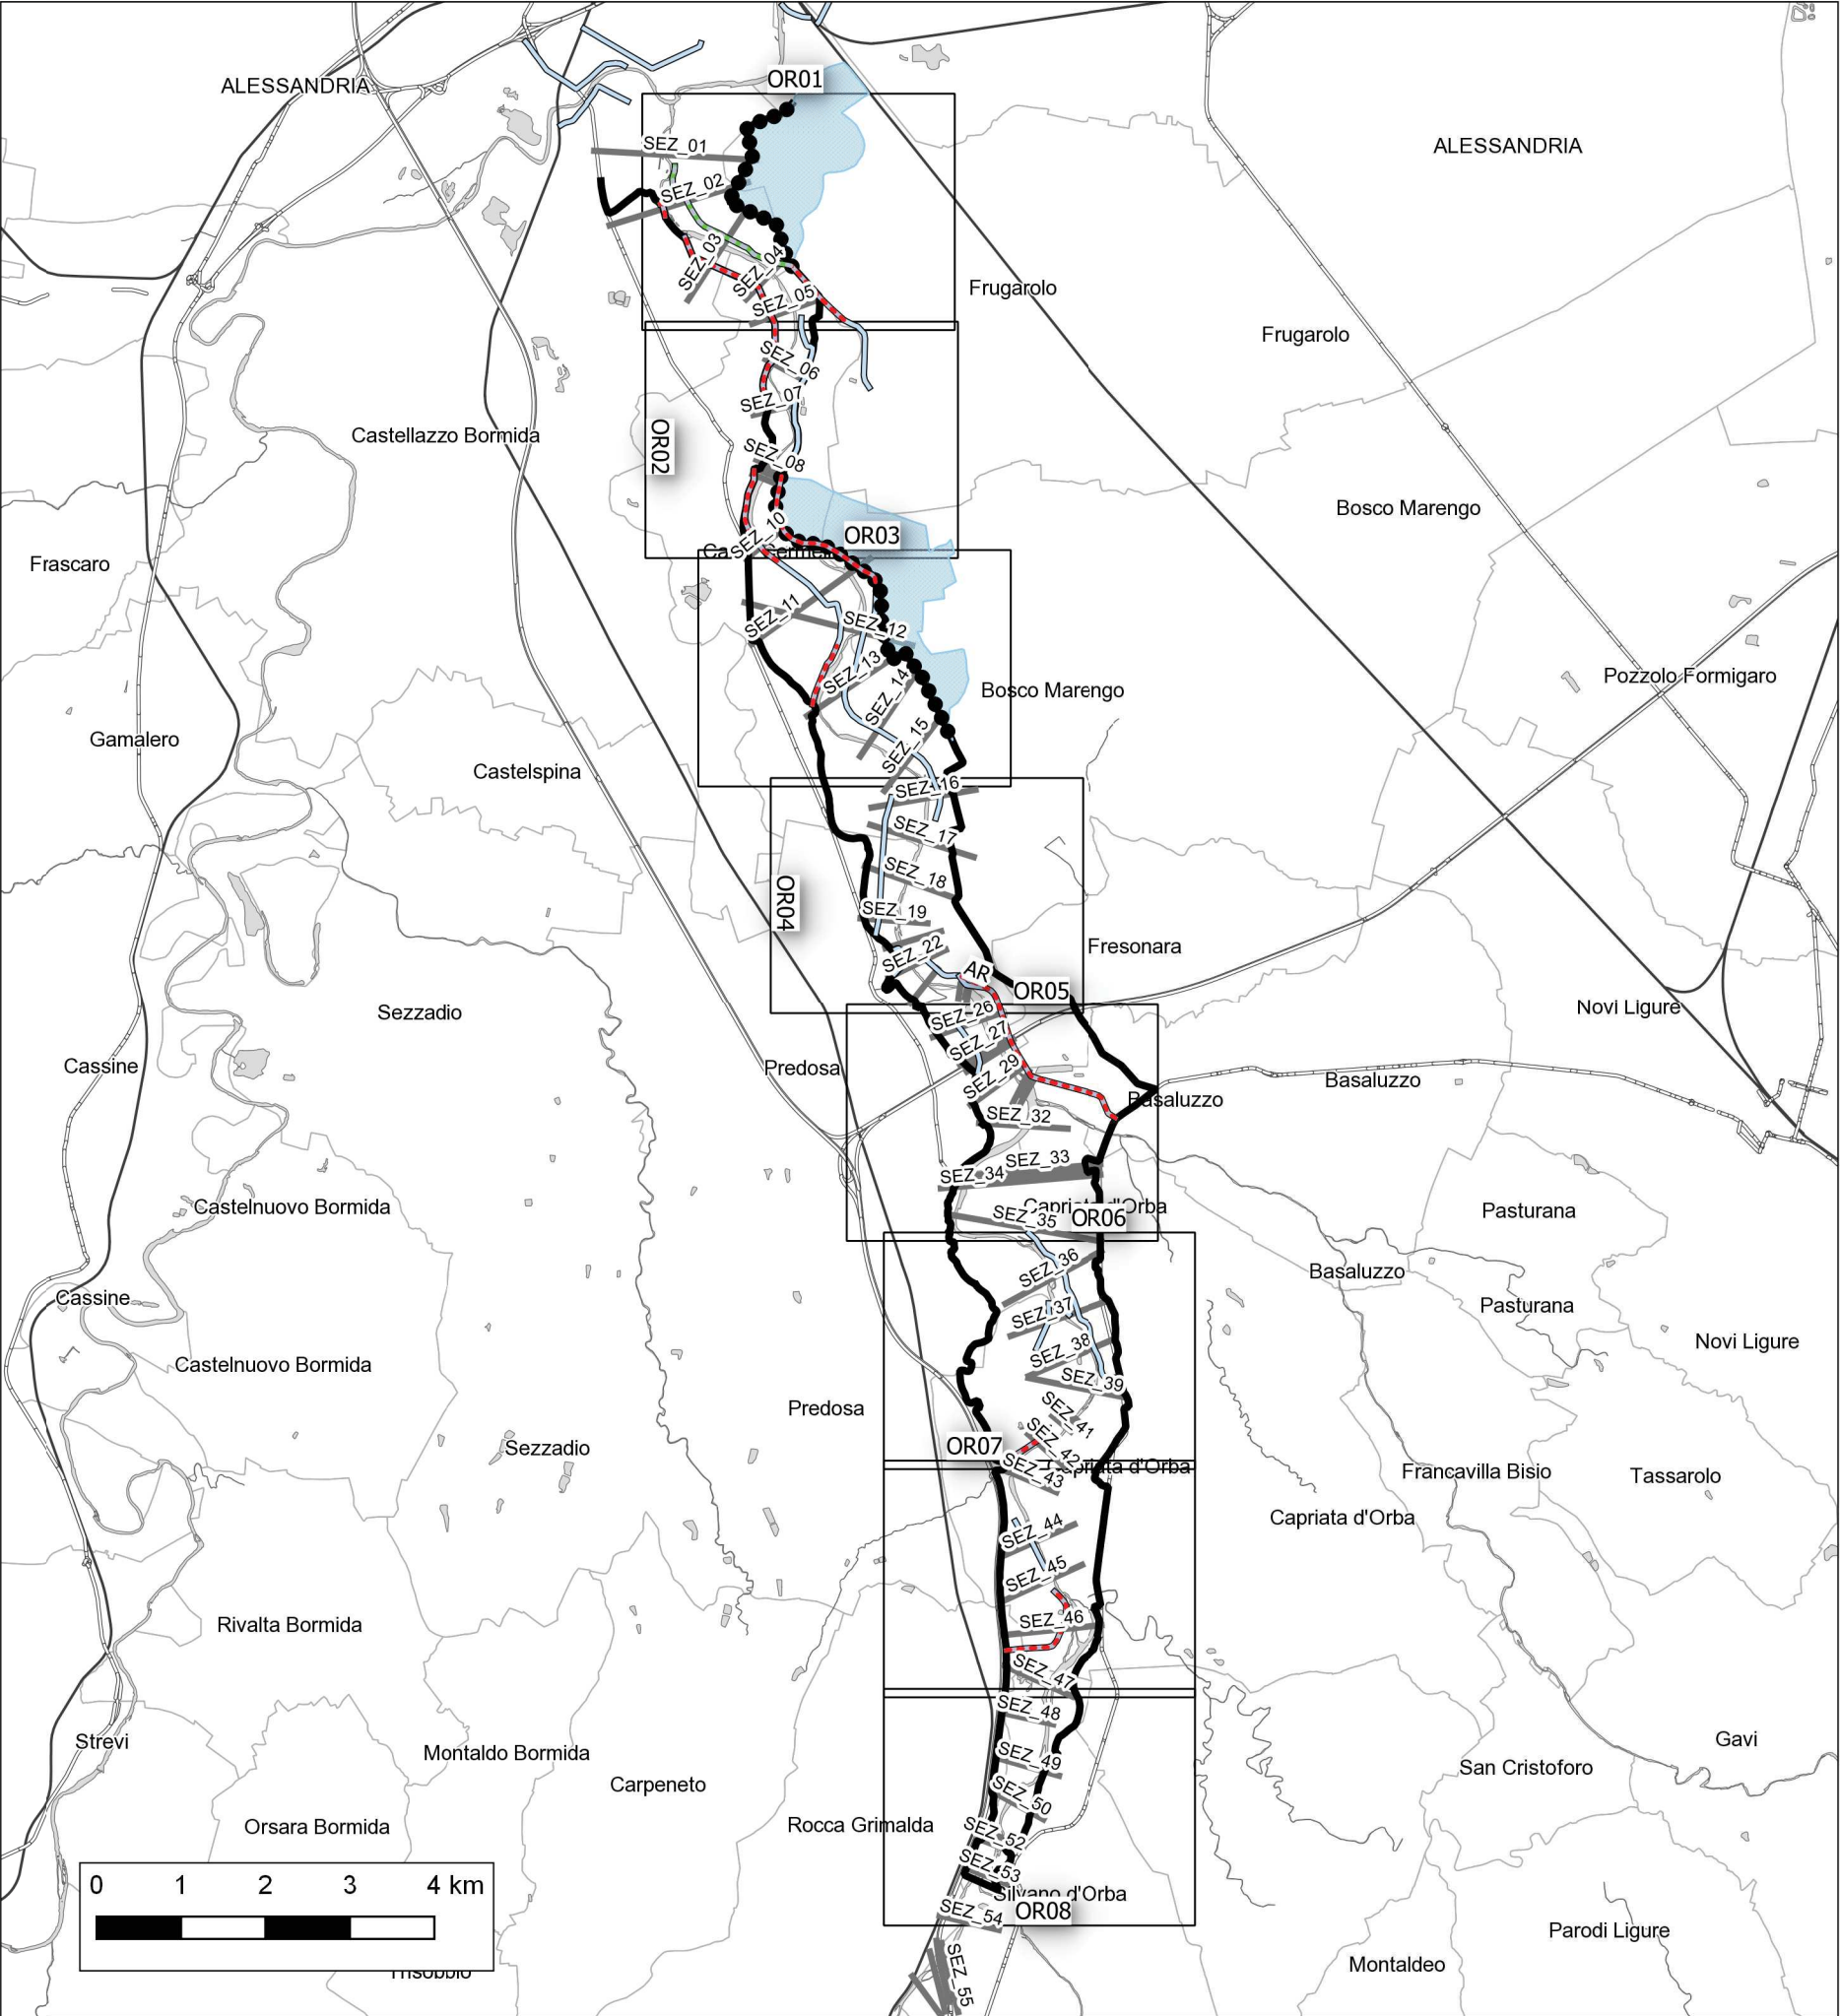 OR01
ALESSANDRIA
ALESSANDRIA
SEZ_01
SEZ_02
SEZ_03
SEZ_04
SEZ_05
Frugarolo
Frugarolo
SEZ_06
SEZ_07
Castellazzo Bormida
OR02
SEZ_08
Bosco Marengo
SEZ_10
OR03
Frascaro
SEZ_11
SEZ_12
SEZ_13
SEZ_14
Bosco Marengo
Pozzolo Formigaro
SEZ_15
Gamalero
Castelspina
SEZ_16
SEZ_17
SEZ_18
OR04
SEZ_19
SEZ_22
Fresonara
AR
OR05
Sezzadio
Novi Ligure
SEZ_26
SEZ_27
Cassine
Predosa
SEZ_29
Basaluzzo
Basaluzzo
SEZ_32
SEZ_33
SEZ_34
Castelnuovo Bormida
Capriata d'Orba
SEZ_35
OR06
Pasturana
SEZ_36
Basaluzzo
Cassine
SEZ_37
Pasturana
Novi Ligure
SEZ_38
Castelnuovo Bormida
SEZ_39
Predosa
SEZ_41
SEZ_42
OR07
Sezzadio
Capriata d'Orba
SEZ_43
Francavilla Bisio
Tassarolo
Capriata d'Orba
SEZ_44
SEZ_45
Rivalta Bormida
SEZ_46
SEZ_47
SEZ_48
Strevi
Montaldo Bormida
SEZ_49
Gavi
San Cristoforo
Carpeneto
SEZ_50
Orsara Bormida
Rocca Grimalda
SEZ_52
SEZ_53
0 1 2 3 4 km
Silvano d'Orba
SEZ_54
OR08
Parodi Ligure
Montaldeo
SEZ_55